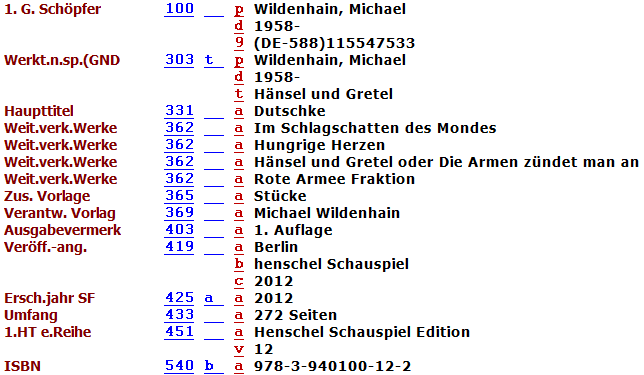 1. G. Schöpfer 100 p Wildenhain, Michael
d 1958-
9 (DE-588)115547533
Werkt.n.sp.(GND 303 t p Wildenhain, Michael
d 1958-
t Hänsel und Gretel
Haupttitel 331 a Dutschke
Weit.verk.Werke 362 a Im Schlagschatten des Mondes
Weit.verk.Werke 362 a Hungrige Herzen
Weit.verk.Werke 362 a Hänsel und Gretel oder Die Armen zündet man an
Weit.verk.Werke 362 a Rote Armee Fraktion
Zus. Vorlage 365 a Stücke
Verantw. Vorlag 369 a Michael Wildenhain
Ausgabevermerk 403 a 1. Auflage
Veröff.-ang. 419 a Berlin
b henschel Schauspiel
c 2012
Ersch.jahr SF 425 a a 2012
Umfang 433 a 272 Seiten
1.HT e.Reihe 451 a Henschel Schauspiel Edition
v 12
ISBN 540 b a 978-3-940100-12-2